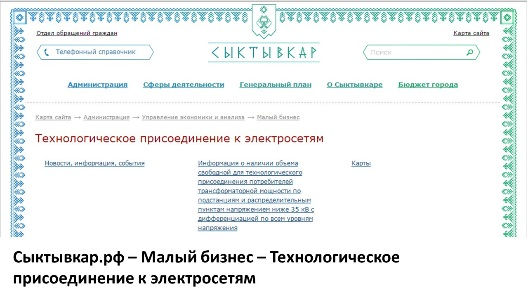 Отдел обращений граждан
Карта сайта
Телефонный справочник
СЫКТЫВКАР
Поиск
Администрация
Сферы деятельности
Генеральный план
О Сыктывкаре
Бюджет города
Карта сайта → Администрация → Управление экономики и анализа → Малый бизнес
Технологическое присоединение к электросетям
Новости, информация, события
Информация о наличии объема
свободной для технологического
присоединения потребителей
трансформаторной мощности по
подстанциям и распределительным
пунктам напряжением ниже 35 кВ с
дифференциацией по всем уровням
напряжения
Карты
Сыктывкар.рф – Малый бизнес – Технологическое
присоединение к электросетям